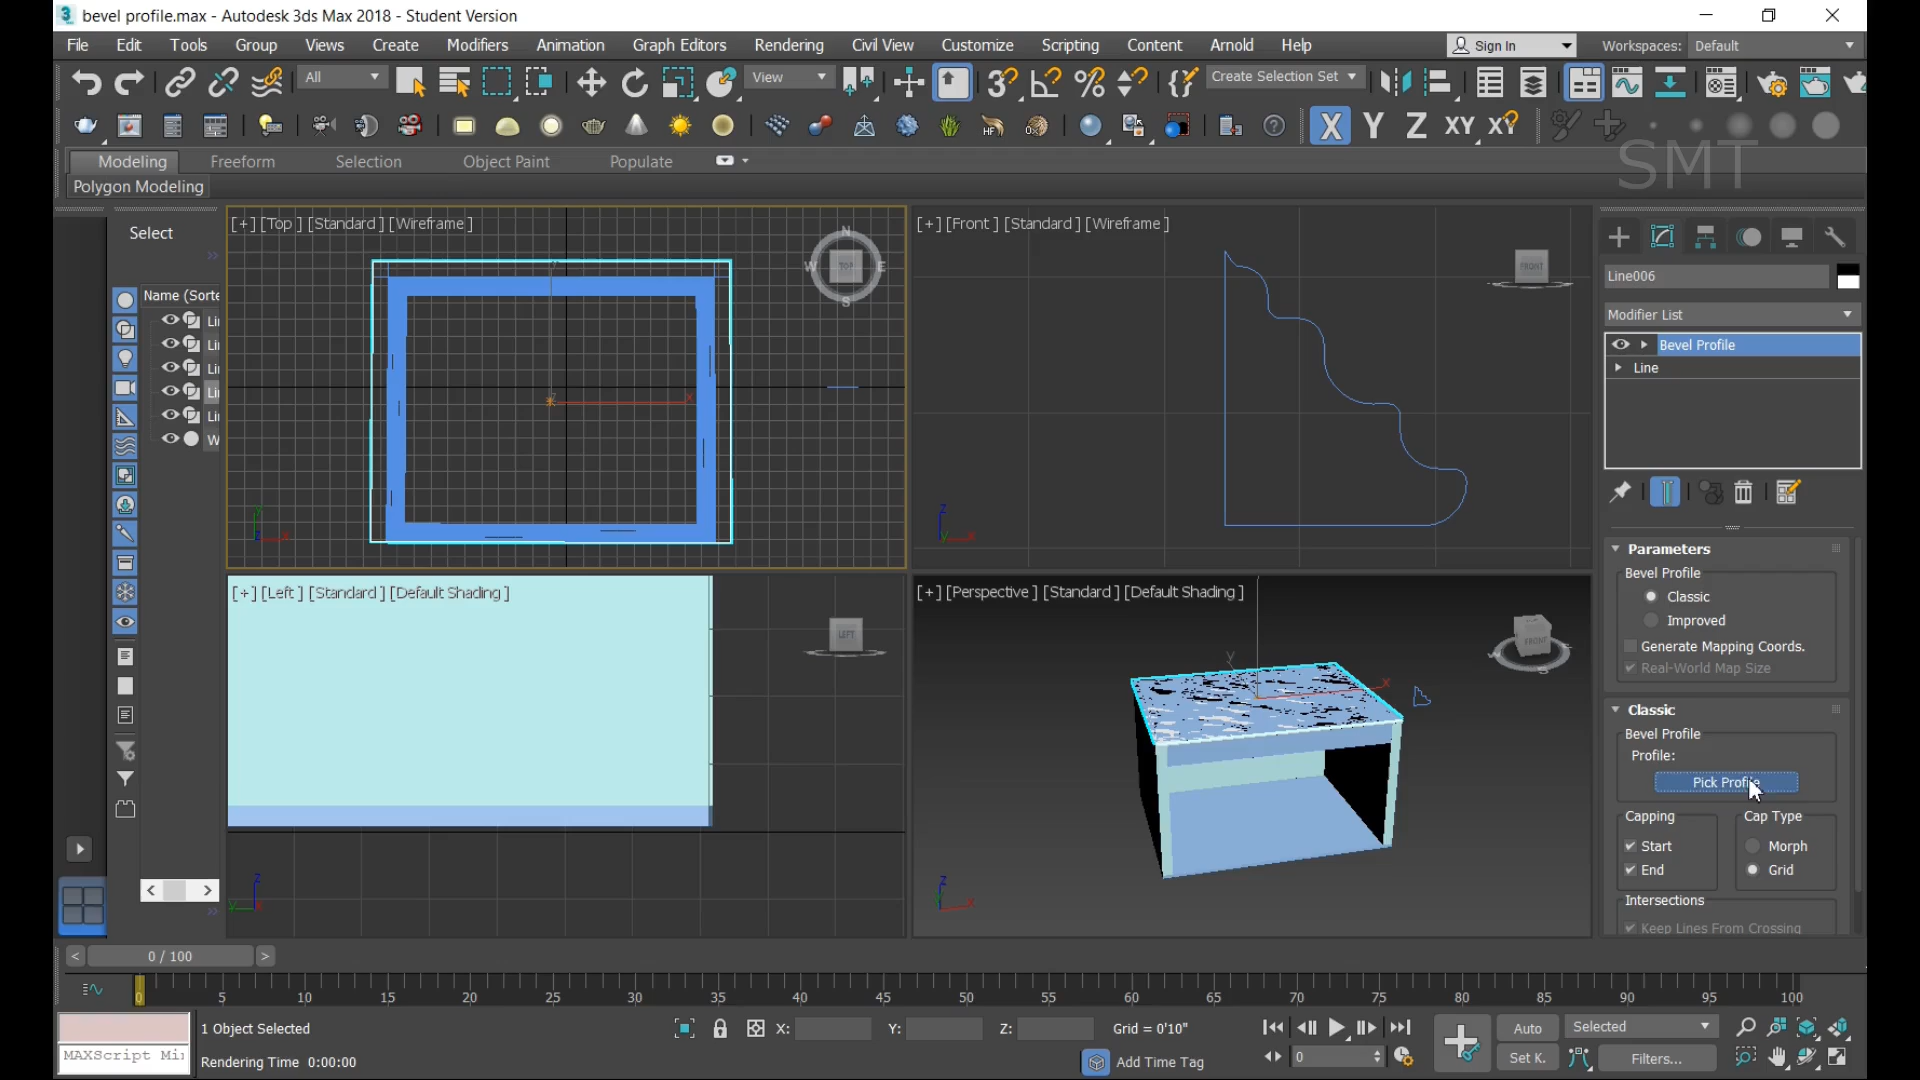 bevel profile.max - Autodesk 3ds Max 2018 - Student Version
File Edit Tools Group Views Create Modifiers Animation Graph Editors Rendering Civil View Customize Scripting Content Arnold Help Sign In Workspaces: Default
All View Create Selection Set
X Y Z XY XY
SMT
Modeling Freeform Selection Object Paint Populate
Polygon Modeling
Select
Name (Sorte
[+] [Top ] [Standard ] [Wireframe ]
[+] [Front ] [Standard ] [Wireframe ]
[+] [Left ] [Standard ] [Default Shading ]
[+] [Perspective ] [Standard ] [Default Shading ]
N
W TOP E
S
FRONT
LEFT
FRONT
Line006
Modifier List
Bevel Profile
Line
Parameters
Bevel Profile
Classic
Improved
Generate Mapping Coords.
Real-World Map Size
Classic
Bevel Profile
Profile:
Pick Profile
Capping Cap Type
Start Morph
End Grid
Intersections
Keep Lines From Crossing
< 0 / 100 >
0 5 10 15 20 25 30 35 40 45 50 55 60 65 70 75 80 85 90 95 100
1 Object Selected X: Y: Z: Grid = 0'10" Auto Selected
MAXScript Mi: Rendering Time 0:00:00 Add Time Tag 0 Set K. Filters...